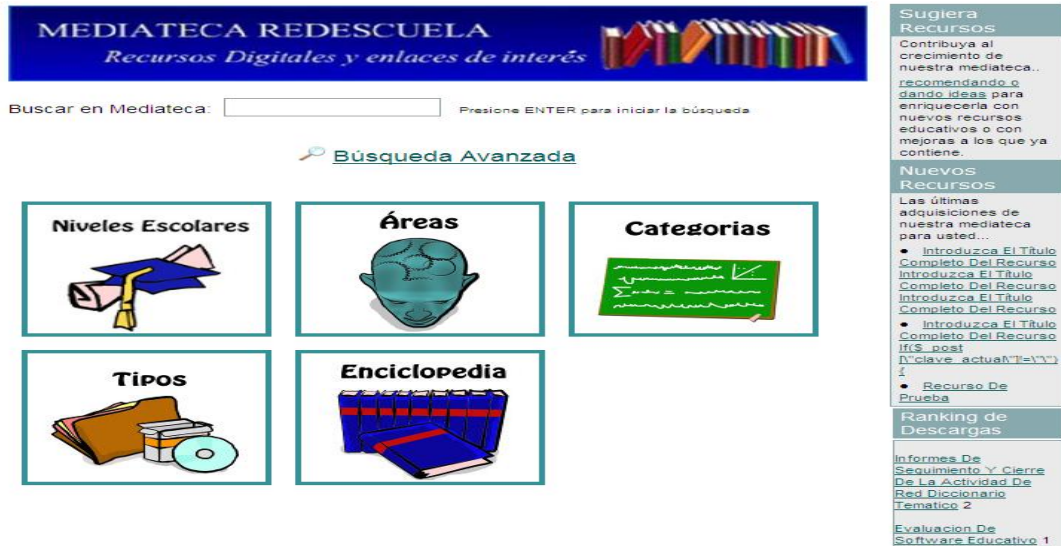 MEDIATECA REDESCUELA
Recursos Digitales y enlaces de interés
Buscar en Mediateca:
Presione ENTER para iniciar la búsqueda
Búsqueda Avanzada
Niveles Escolares
Áreas
Categorias
Tipos
Enciclopedia
Sugiera
Recursos
Contribuya al
crecimiento de
nuestra mediateca..
recomendando o
dando ideas para
enriquecerla con
nuevos recursos
educativos o con
mejoras a los que ya
contiene.
Nuevos
Recursos
Las últimas
adquisiciones de
nuestra mediateca
para usted...
● Introduzca El Título
Completo Del Recurso
Introduzca El Título
Completo Del Recurso
Introduzca El Título
Completo Del Recurso
● Introduzca El Título
Completo Del Recurso
If($_post
[\"clave_actual\"]!=\"\")
{
● Recurso De
Prueba
Ranking de
Descargas
Informes De
Seguimiento Y Cierre
De La Actividad De
Red Diccionario
Tematico 2
Evaluacion De
Software Educativo 1